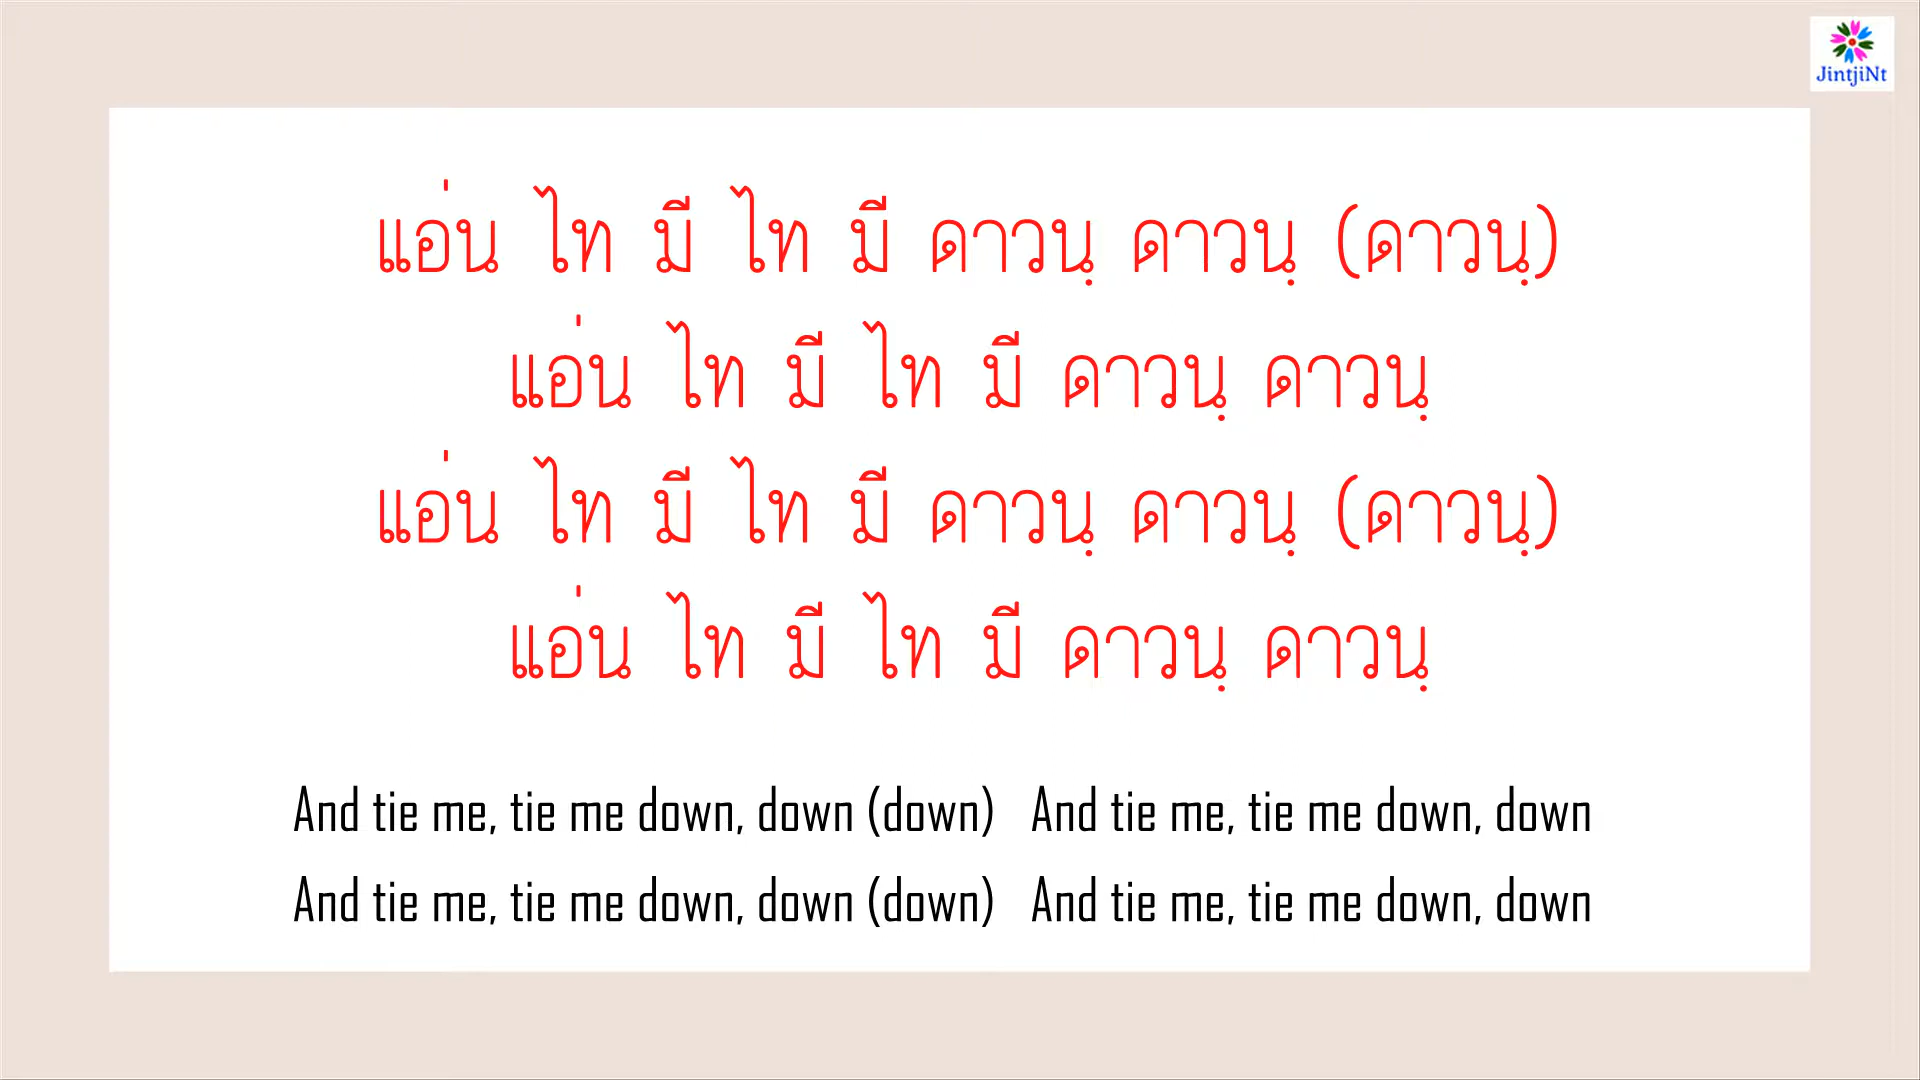 JintjiNt
แอ่น ไท มี ไท มี ดาวนฺ ดาวนฺ (ดาวนฺ)
แอ่น ไท มี ไท มี ดาวนฺ ดาวนฺ
แอ่น ไท มี ไท มี ดาวนฺ ดาวนฺ (ดาวนฺ)
แอ่น ไท มี ไท มี ดาวนฺ ดาวนฺ
And tie me, tie me down, down (down) And tie me, tie me down, down
And tie me, tie me down, down (down) And tie me, tie me down, down